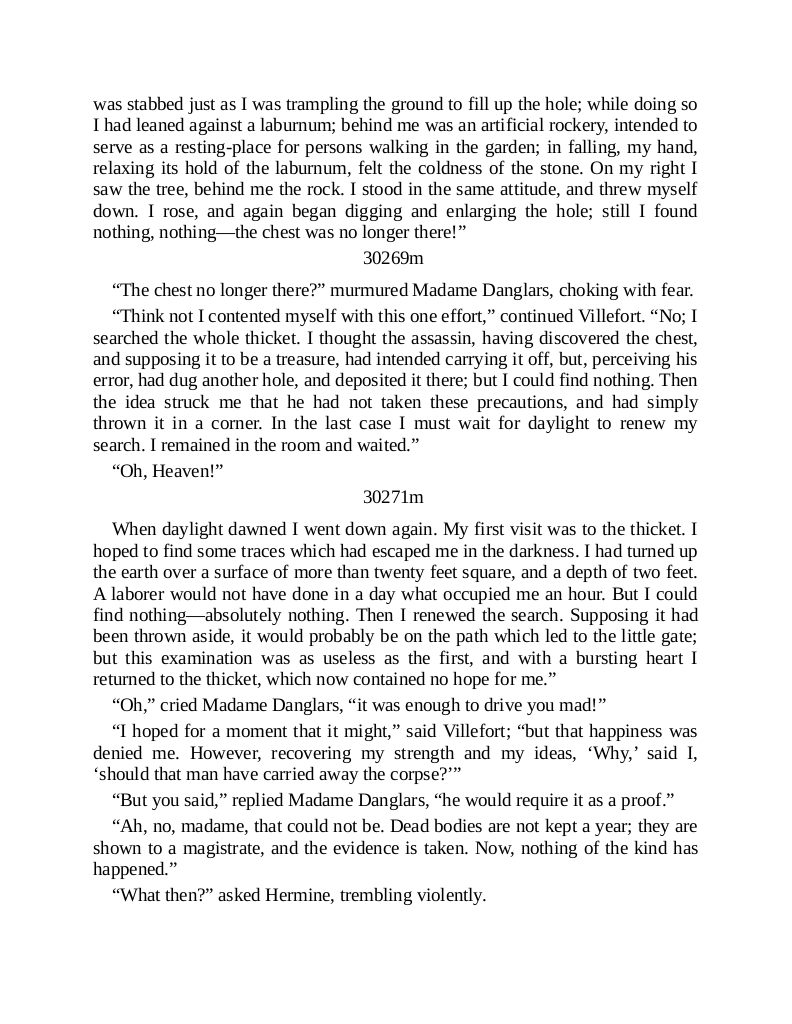 was stabbed just as I was trampling the ground to fill up the hole; while doing so
I had leaned against a laburnum; behind me was an artificial rockery, intended to
serve as a resting-place for persons walking in the garden; in falling, my hand,
relaxing its hold of the laburnum, felt the coldness of the stone. On my right I
saw the tree, behind me the rock. I stood in the same attitude, and threw myself
down. I rose, and again began digging and enlarging the hole; still I found
nothing, nothing—the chest was no longer there!”
30269m
“The chest no longer there?” murmured Madame Danglars, choking with fear.
“Think not I contented myself with this one effort,” continued Villefort. “No; I
searched the whole thicket. I thought the assassin, having discovered the chest,
and supposing it to be a treasure, had intended carrying it off, but, perceiving his
error, had dug another hole, and deposited it there; but I could find nothing. Then
the idea struck me that he had not taken these precautions, and had simply
thrown it in a corner. In the last case I must wait for daylight to renew my
search. I remained in the room and waited.”
“Oh, Heaven!”
30271m
When daylight dawned I went down again. My first visit was to the thicket. I
hoped to find some traces which had escaped me in the darkness. I had turned up
the earth over a surface of more than twenty feet square, and a depth of two feet.
A laborer would not have done in a day what occupied me an hour. But I could
find nothing—absolutely nothing. Then I renewed the search. Supposing it had
been thrown aside, it would probably be on the path which led to the little gate;
but this examination was as useless as the first, and with a bursting heart I
returned to the thicket, which now contained no hope for me.”
“Oh,” cried Madame Danglars, “it was enough to drive you mad!”
“I hoped for a moment that it might,” said Villefort; “but that happiness was
denied me. However, recovering my strength and my ideas, ‘Why,’ said I,
‘should that man have carried away the corpse?’”
“But you said,” replied Madame Danglars, “he would require it as a proof.”
“Ah, no, madame, that could not be. Dead bodies are not kept a year; they are
shown to a magistrate, and the evidence is taken. Now, nothing of the kind has
happened.”
“What then?” asked Hermine, trembling violently.